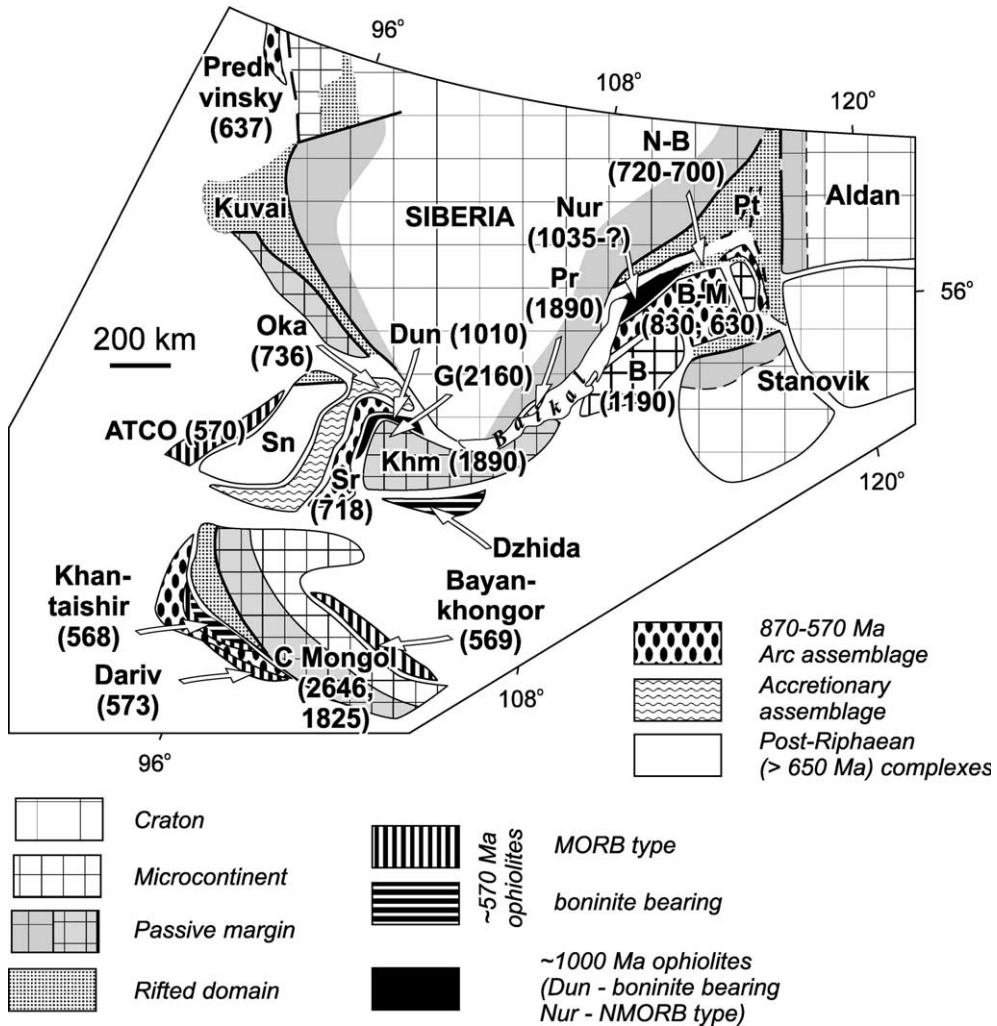 96°
108°
120°
Predi
vinsky
(637)
N-B
(720-700)
Kuvai
SIBERIA
Nur
(1035-?)
Pt
Aldan
Pr
(1890)
56°
B-M
(830, 630)
200 km
Oka
(736)
Dun (1010)
G(2160)
Baikal
B
(1190)
Stanovik
ATCO (570)
Sn
Khm (1890)
120°
Sr
(718)
Dzhida
Khan-
taishir
(568)
Bayan-
khongor
(569)
Dariv
(573)
C Mongol
(2646,
1825)
108°
96°
870-570 Ma
Arc assemblage
Accretionary
assemblage
Post-Riphaean
(> 650 Ma) complexes
Craton
Microcontinent
Passive margin
Rifted domain
~570 Ma
ophiolites
MORB type
boninite bearing
~1000 Ma ophiolites
(Dun - boninite bearing
Nur - NMORB type)